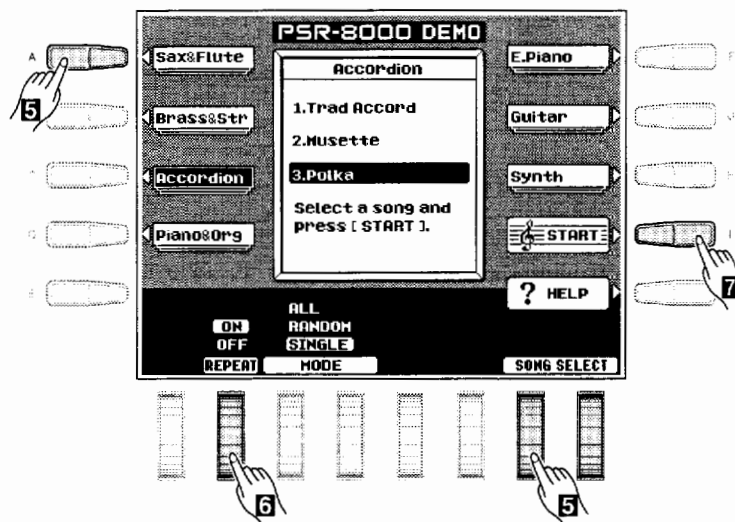 PSR-8000 DEMO
A
Sax&Flute
Brass&Str
Accordion
Piano&Org
Accordion
1.Trad Accord
2.Musette
3.Polka
Select a song and
press [ START ].
E.Piano
Guitar
Synth
START
? HELP
5
7
ALL
ON
RANDOM
OFF
SINGLE
REPEAT
MODE
SONG SELECT
6
5